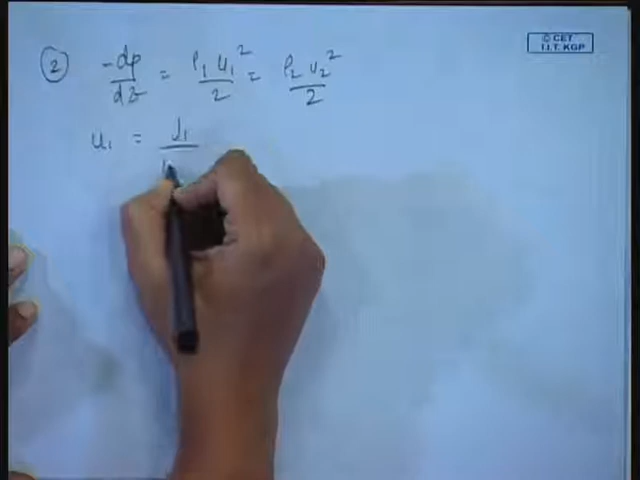 © CET
I.I.T. KGP
② -dp/dz = ρ₁ u₁²/2 = ρ₂ u₂²/2
u₁ = J₁/